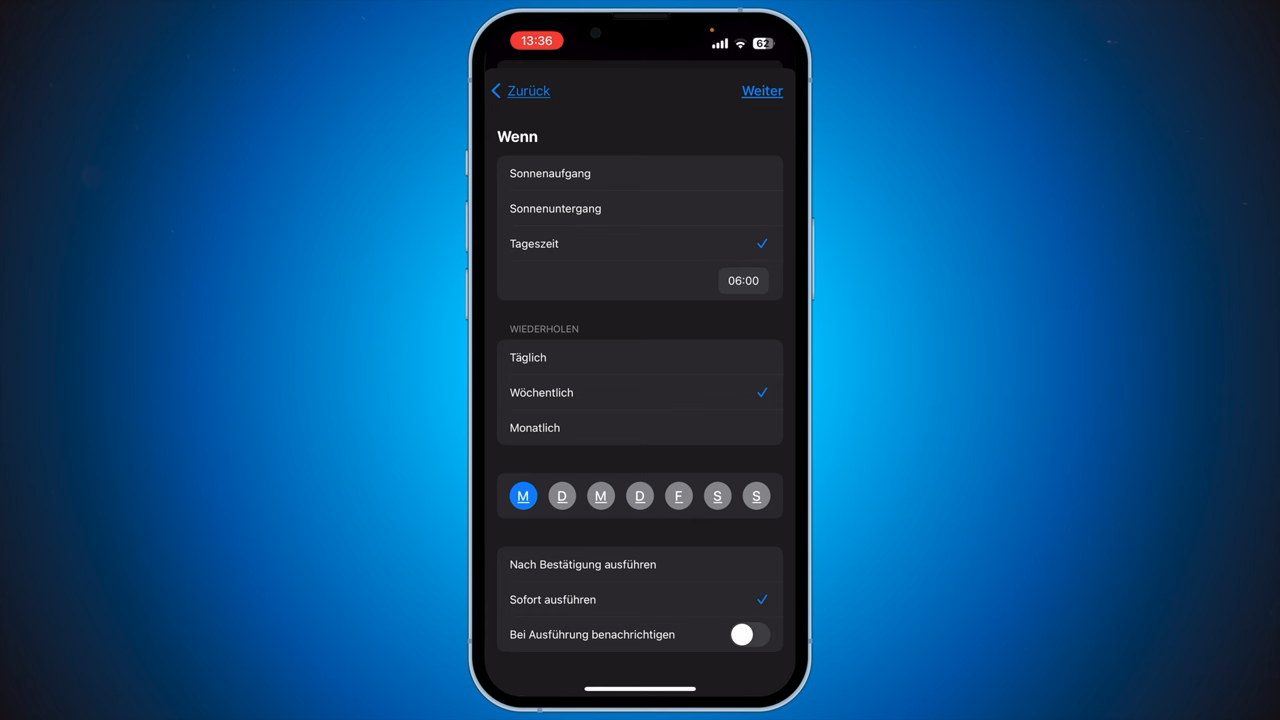 13:36
62
Zurück
Weiter
Wenn
Sonnenaufgang
Sonnenuntergang
Tageszeit
06:00
WIEDERHOLEN
Täglich
Wöchentlich
Monatlich
M D M D F S S
Nach Bestätigung ausführen
Sofort ausführen
Bei Ausführung benachrichtigen